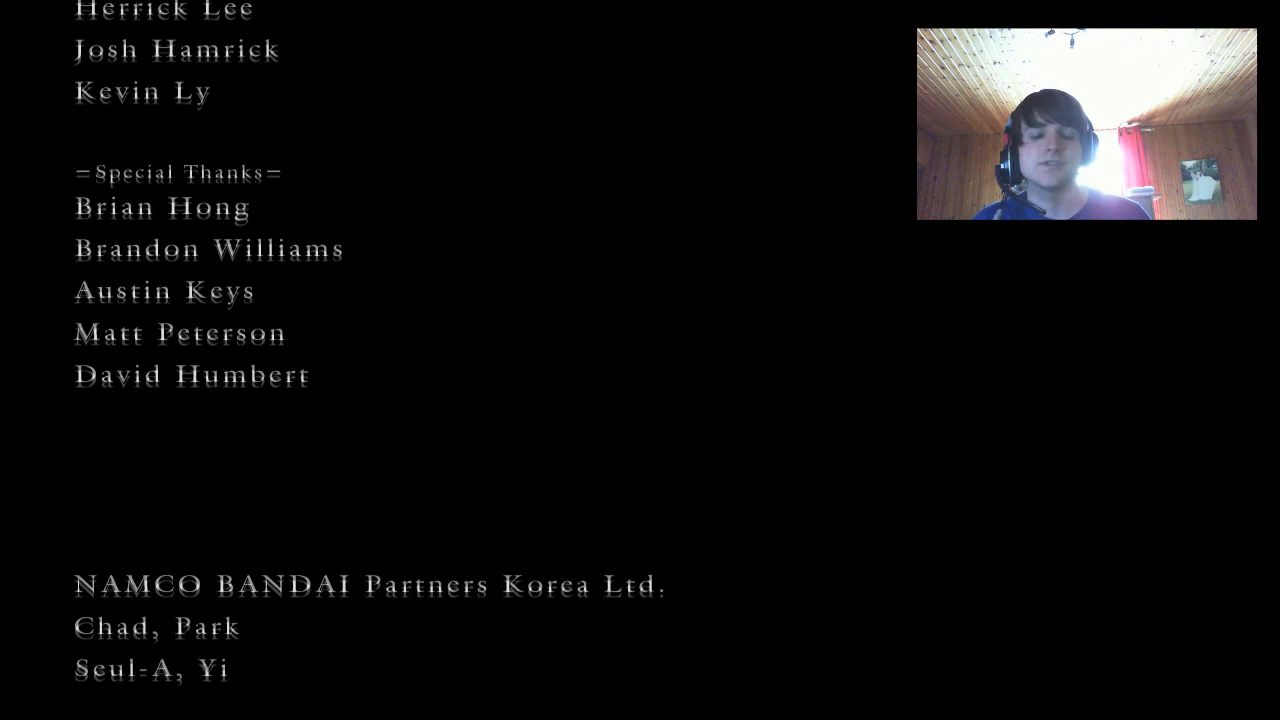 Herrick Lee
Josh Hamrick
Kevin Ly
-Special Thanks-
Brian Hong
Brandon Williams
Austin Keys
Matt Peterson
David Humbert
NAMCO BANDAI Partners Korea Ltd.
Chad, Park
Seul-A, Yi